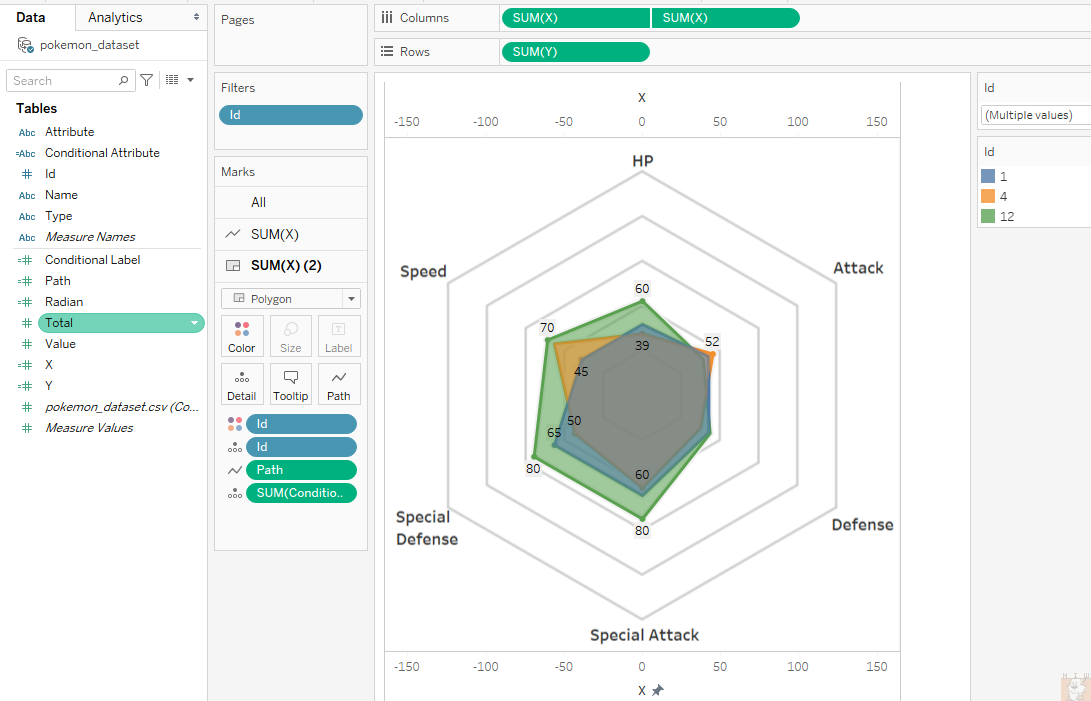 Data
Analytics
Pages
Columns
SUM(X)
SUM(X)
pokemon_dataset
Rows
SUM(Y)
Search
Tables
Abc Attribute
=Abc Conditional Attribute
# Id
Abc Name
Abc Type
Abc Measure Names
=# Conditional Label
=# Path
=# Radian
# Total
# Value
=# X
=# Y
# pokemon_dataset.csv (Co...
# Measure Values
Filters
Id
Marks
All
SUM(X)
SUM(X) (2)
Polygon
Color
Size
Label
Detail
Tooltip
Path
Id
Id
Path
SUM(Conditio..
X
-150 -100 -50 0 50 100 150
HP
Speed
Attack
60
70
39
52
45
50
65
80
60
80
Special
Defense
Defense
Special Attack
-150 -100 -50 0 50 100 150
X
Id
(Multiple values)
Id
1
4
12